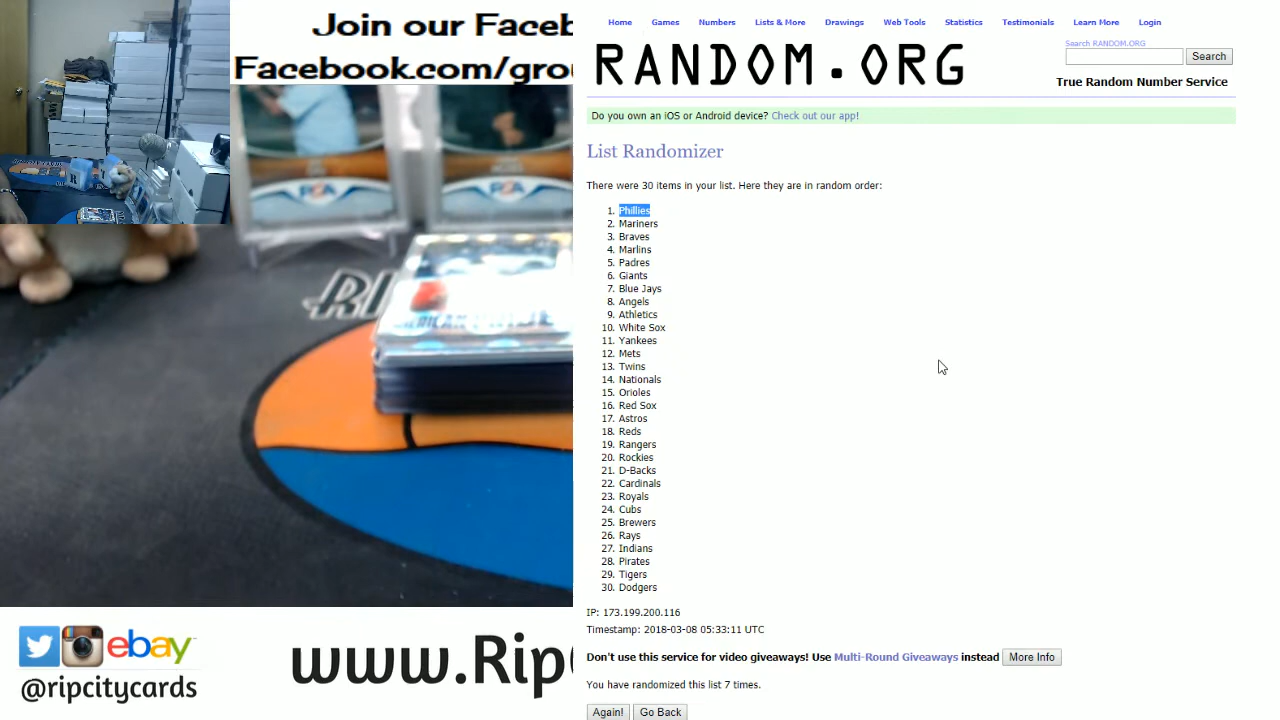 Join our Faceb
Facebook.com/grou
Home Games Numbers Lists & More Drawings Web Tools Statistics Testimonials Learn More Login
RANDOM.ORG
Search RANDOM.ORG
Search
True Random Number Service
Do you own an iOS or Android device? Check out our app!
List Randomizer
There were 30 items in your list. Here they are in random order:
1. Phillies
2. Mariners
3. Braves
4. Marlins
5. Padres
6. Giants
7. Blue Jays
8. Angels
9. Athletics
10. White Sox
11. Yankees
12. Mets
13. Twins
14. Nationals
15. Orioles
16. Red Sox
17. Astros
18. Reds
19. Rangers
20. Rockies
21. D-Backs
22. Cardinals
23. Royals
24. Cubs
25. Brewers
26. Rays
27. Indians
28. Pirates
29. Tigers
30. Dodgers
IP: 173.199.200.116
Timestamp: 2018-03-08 05:33:11 UTC
Don't use this service for video giveaways! Use Multi-Round Giveaways instead More Info
You have randomized this list 7 times.
Again! Go Back
ebay
@ripcitycards
www.Rip